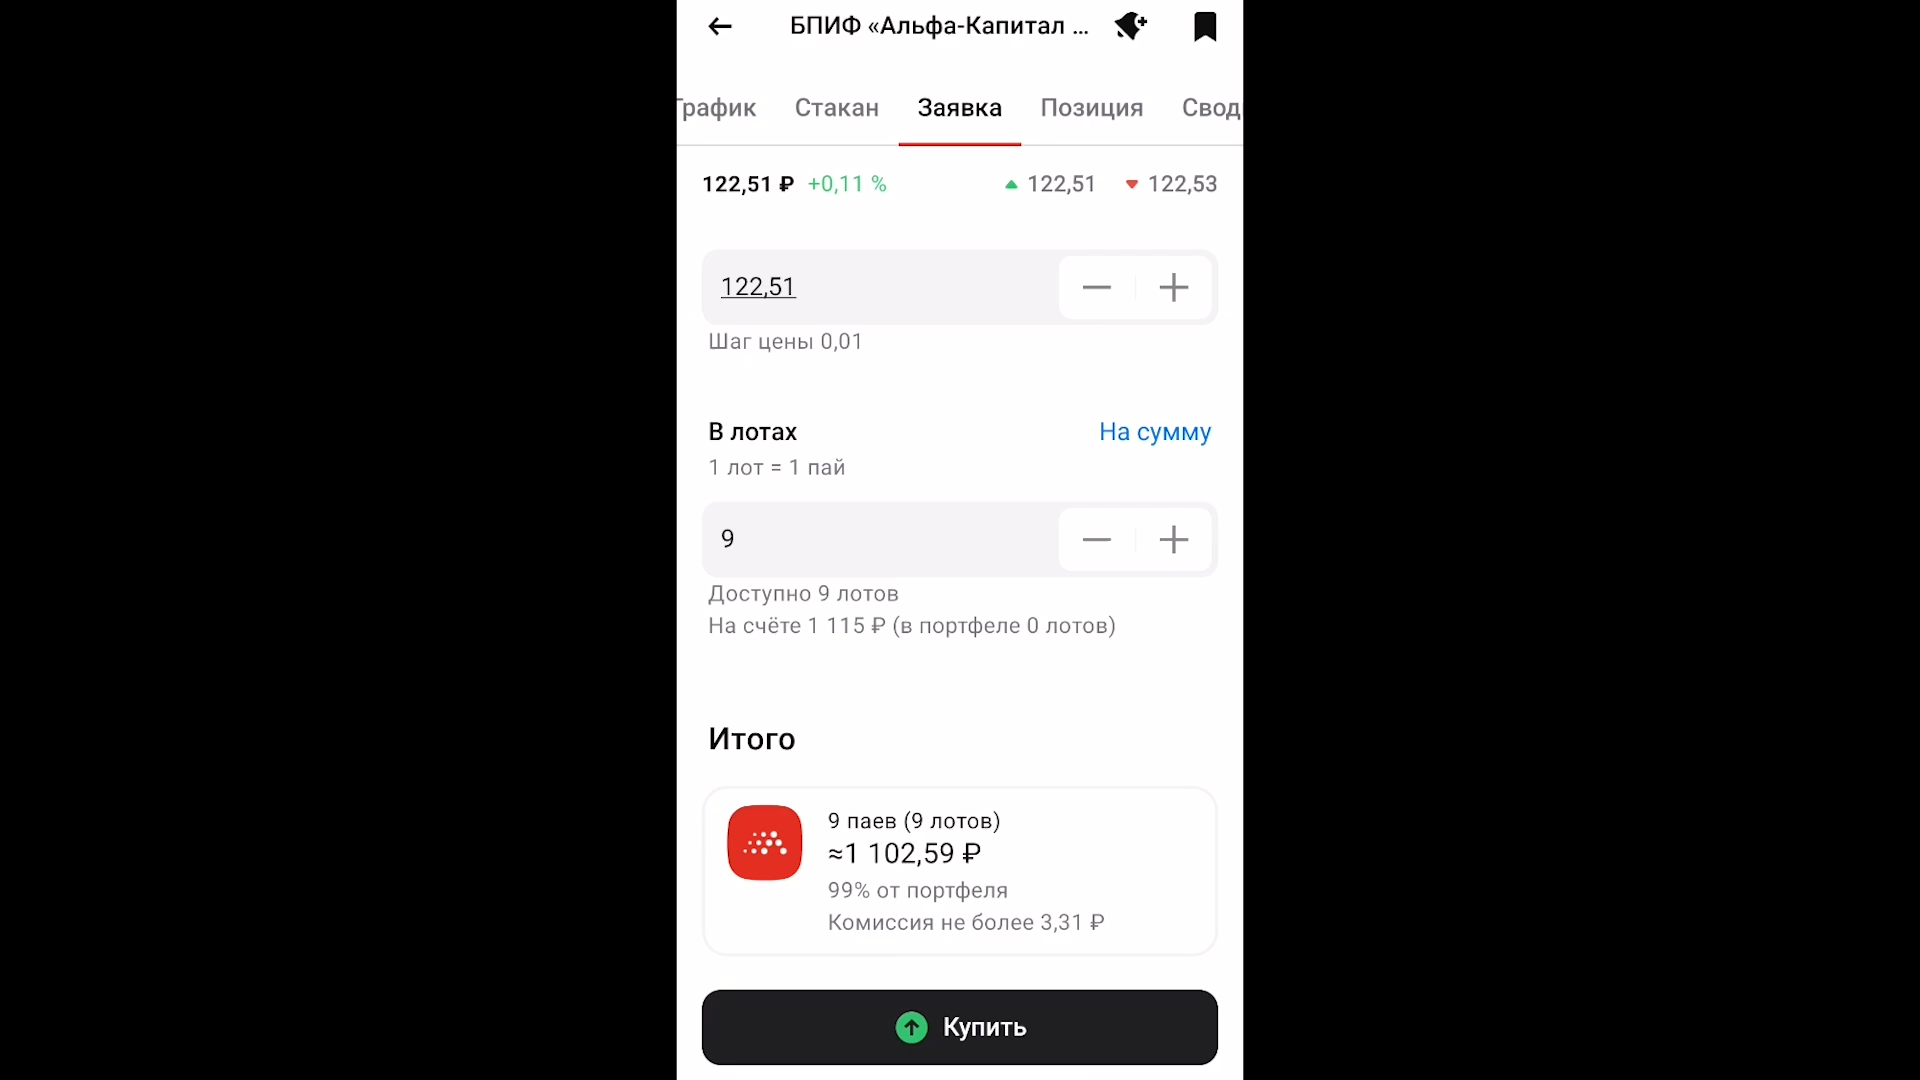 БПИФ «Альфа-Капитал ...
График Стакан Заявка Позиция Свод
122,51 ₽ +0,11 % 122,51 122,53
122,51
Шаг цены 0,01
В лотах На сумму
1 лот = 1 пай
9
Доступно 9 лотов
На счёте 1 115 ₽ (в портфеле 0 лотов)
Итого
9 паев (9 лотов)
≈1 102,59 ₽
99% от портфеля
Комиссия не более 3,31 ₽
Купить